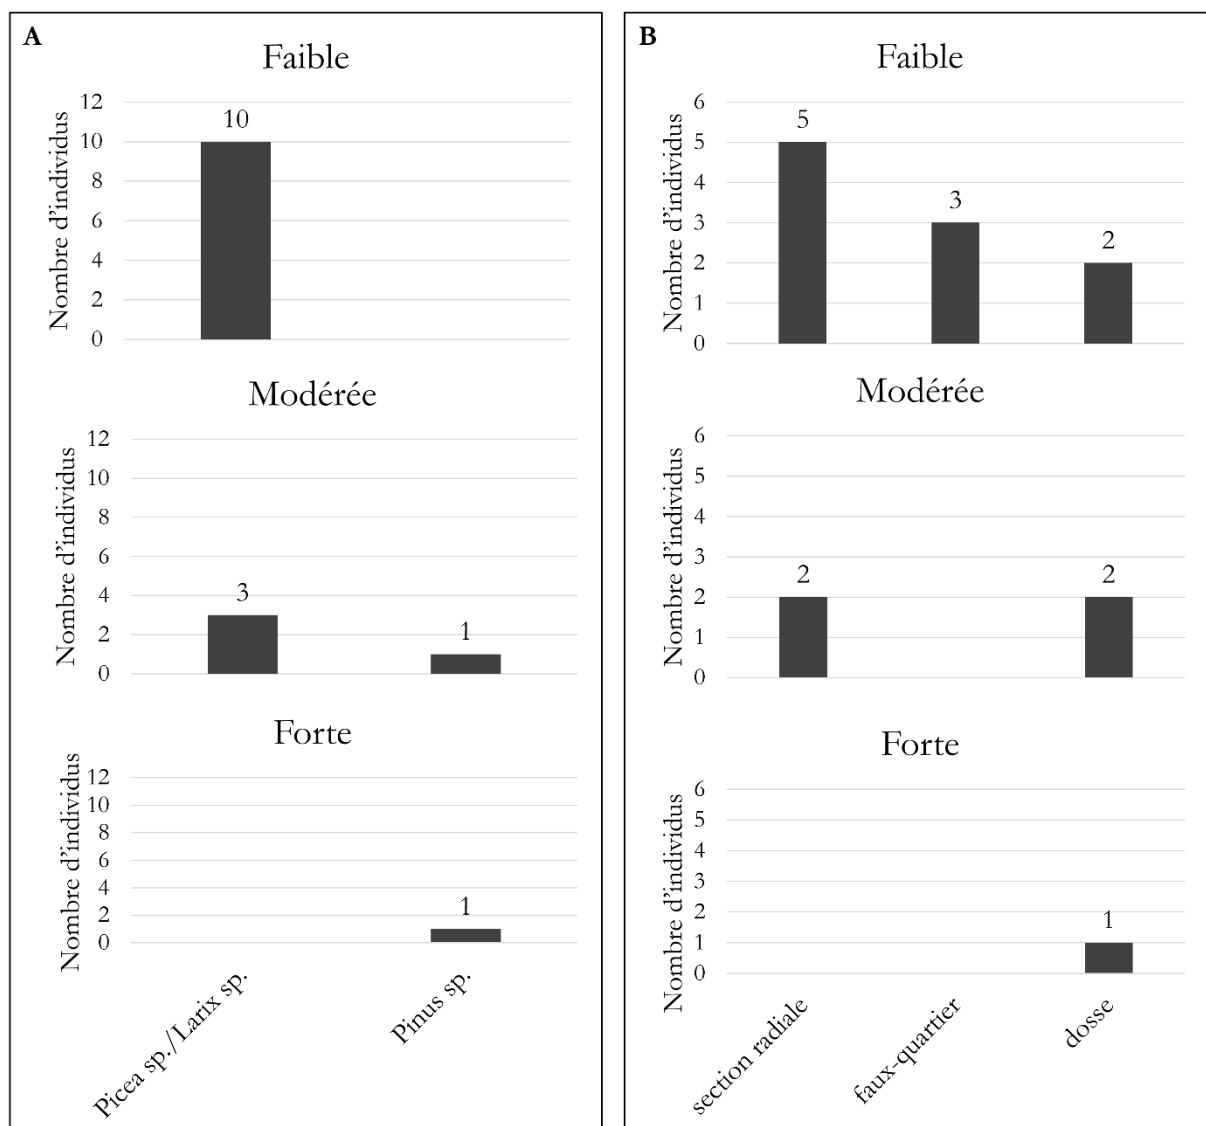 A
Faible
Nombre d'individus
12
10
8
6
4
2
0
10
Modérée
Nombre d'individus
12
10
8
6
4
2
0
3
1
Forte
Nombre d'individus
12
10
8
6
4
2
0
1
Picea sp./Larix sp.
Pinus sp.
B
Faible
Nombre d'individus
6
5
4
3
2
1
0
5
3
2
Modérée
Nombre d'individus
6
5
4
3
2
1
0
2
2
Forte
Nombre d'individus
6
5
4
3
2
1
0
1
section radiale
faux-quartier
dosse